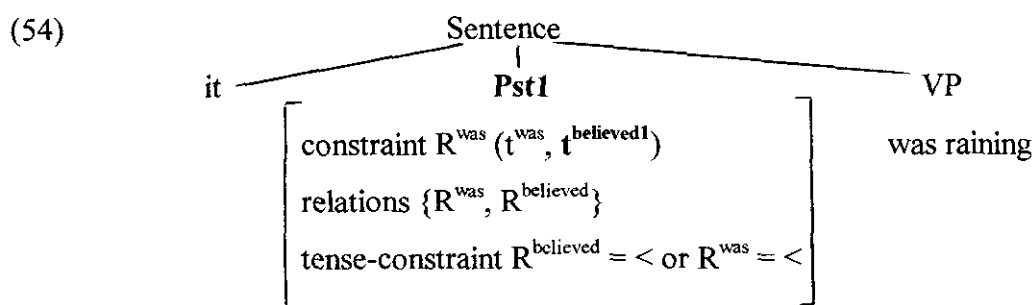 (54) Sentence
it Pst1 VP
constraint R^was (t^was, t^believed1) was raining
relations {R^was, R^believed}
tense-constraint R^believed = < or R^was = <